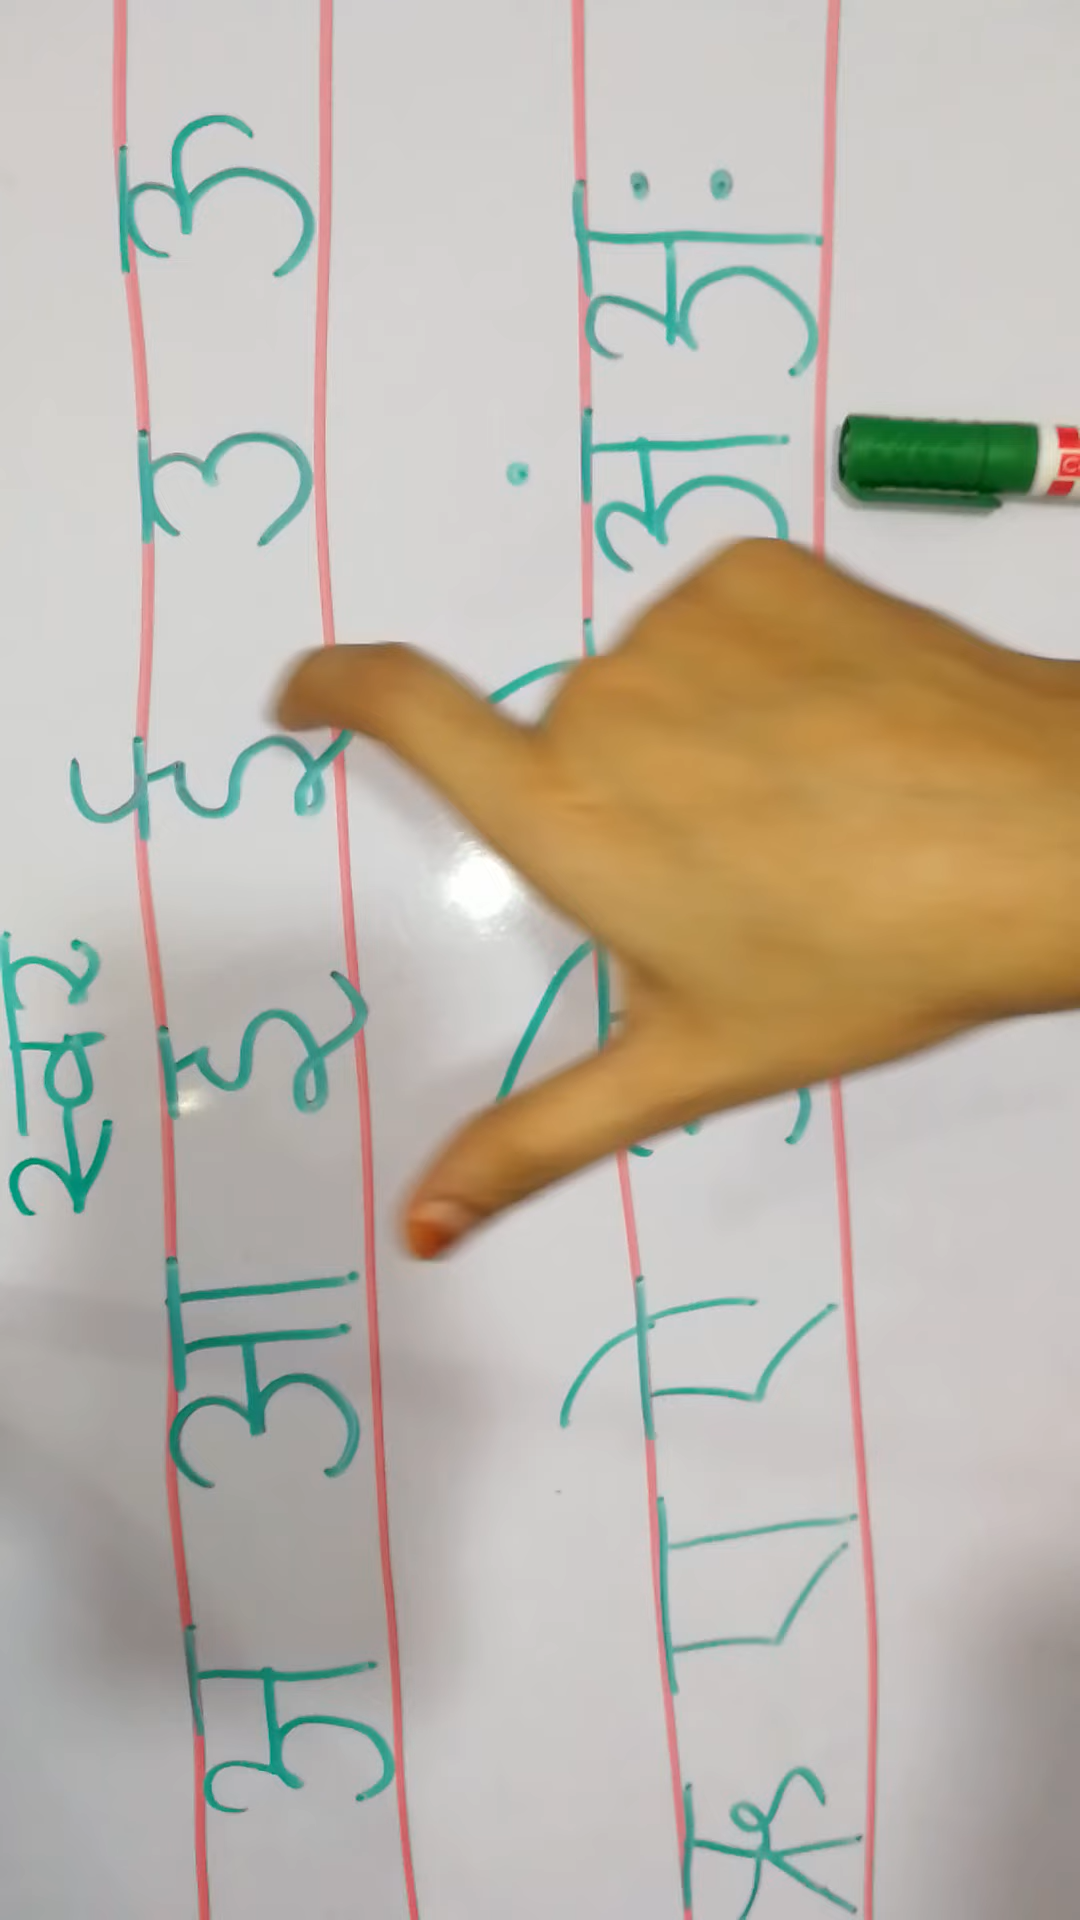 स्वर
अ आ इ ई उ ऊ
ऋ ए ऐ अं अः